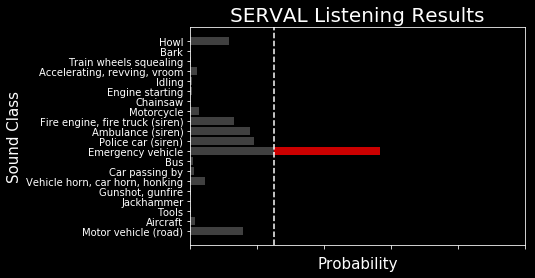 SERVAL Listening Results
Sound Class
Howl
Bark
Train wheels squealing
Accelerating, revving, vroom
Idling
Engine starting
Chainsaw
Motorcycle
Fire engine, fire truck (siren)
Ambulance (siren)
Police car (siren)
Emergency vehicle
Bus
Car passing by
Vehicle horn, car horn, honking
Gunshot, gunfire
Jackhammer
Tools
Aircraft
Motor vehicle (road)
Probability